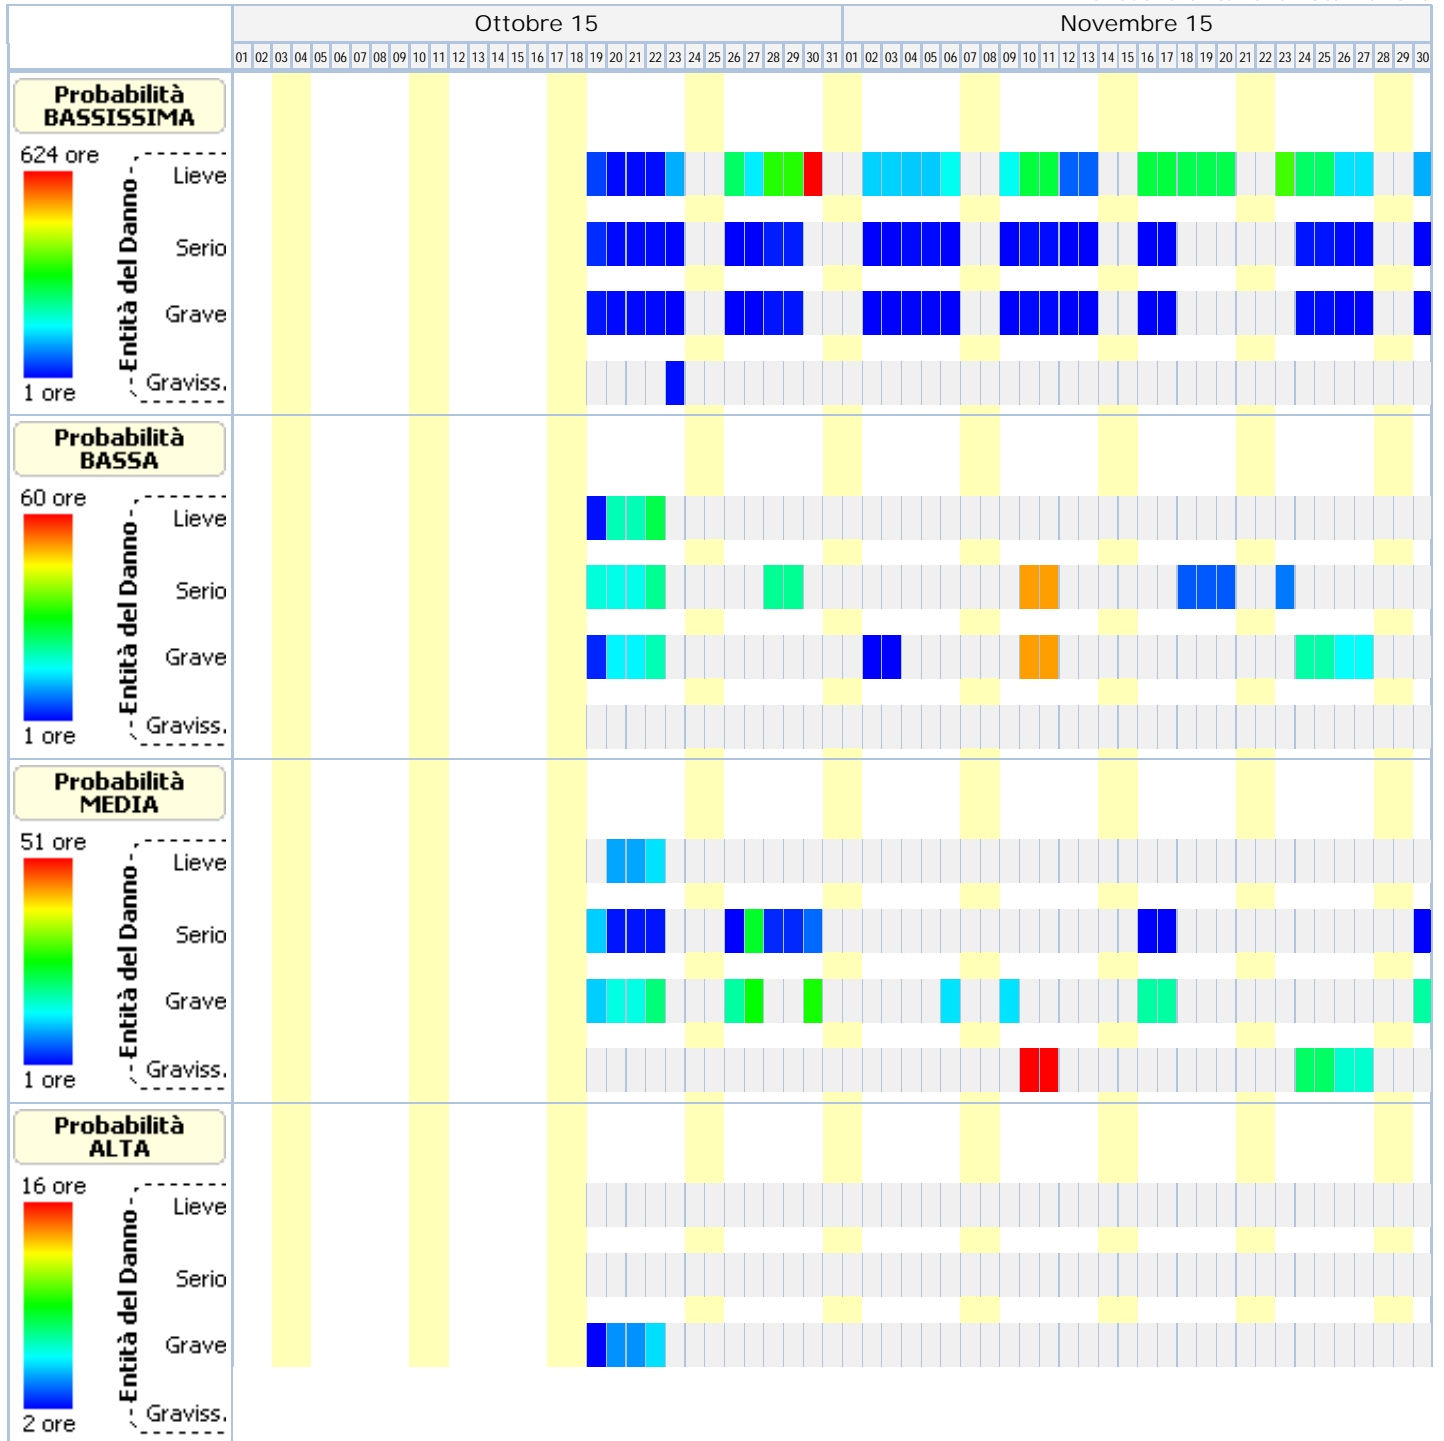 Ottobre 15 Novembre 15
01 02 03 04 05 06 07 08 09 10 11 12 13 14 15 16 17 18 19 20 21 22 23 24 25 26 27 28 29 30 31 01 02 03 04 05 06 07 08 09 10 11 12 13 14 15 16 17 18 19 20 21 22 23 24 25 26 27 28 29 30
Probabilità
BASSISSIMA
624 ore
Entità del Danno
Lieve
Serio
Grave
Graviss.
1 ore
Probabilità
BASSA
60 ore
Entità del Danno
Lieve
Serio
Grave
Graviss.
1 ore
Probabilità
MEDIA
51 ore
Entità del Danno
Lieve
Serio
Grave
Graviss.
1 ore
Probabilità
ALTA
16 ore
Entità del Danno
Lieve
Serio
Grave
Graviss.
2 ore